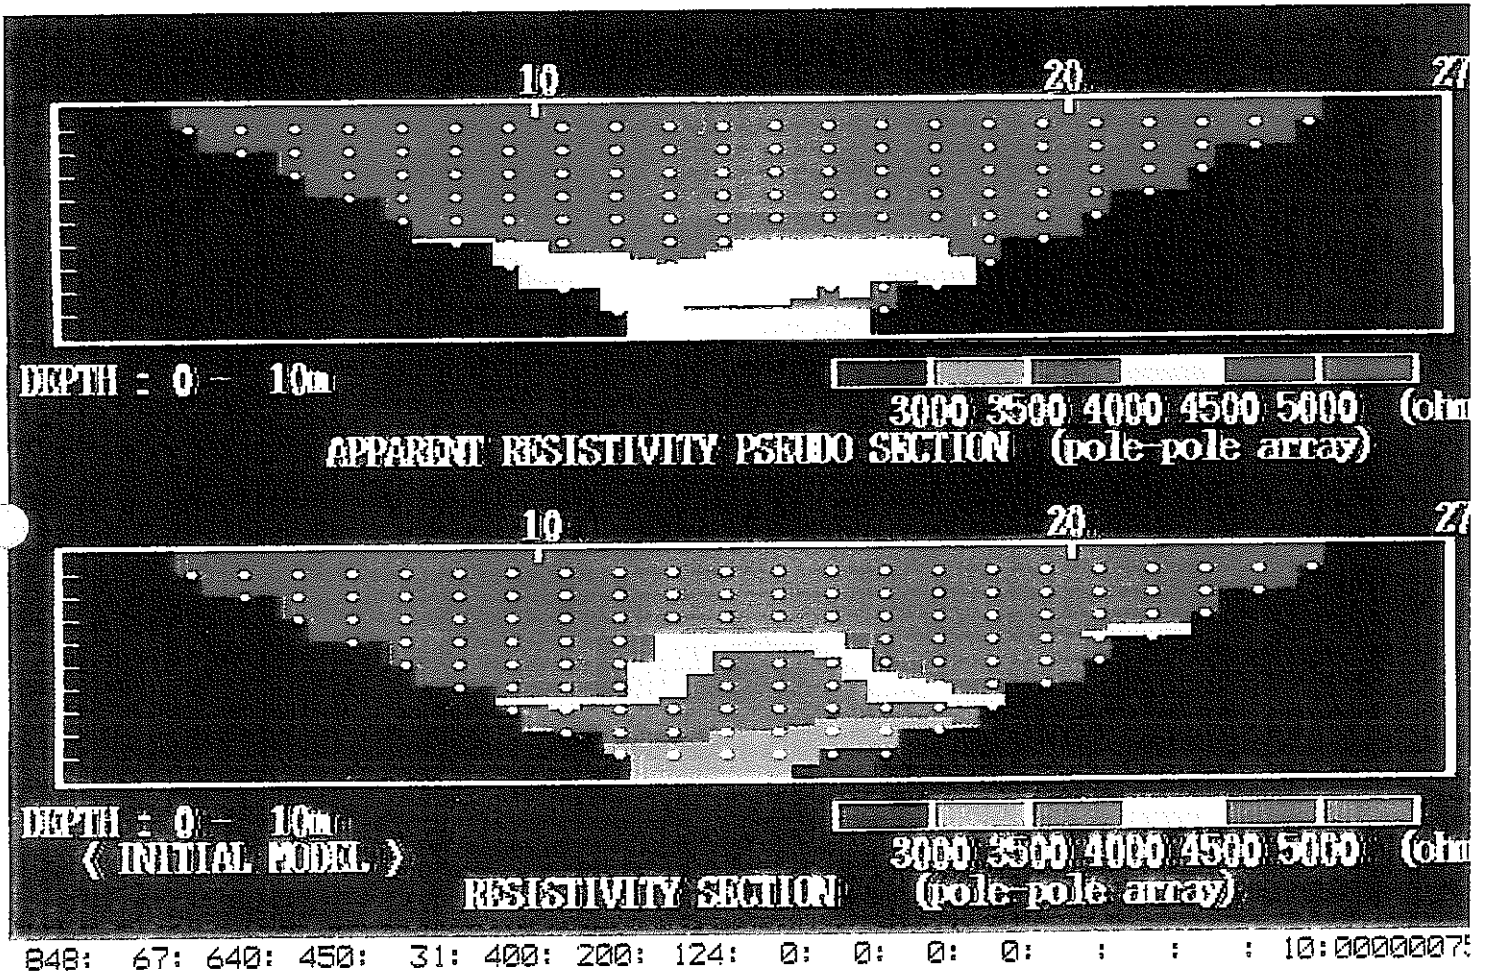 10 20 27
DEPTH : 0 - 10m
3000 3500 4000 4500 5000 (ohm
APPARENT RESISTIVITY PSEUDO SECTION (pole-pole array)
10 20 27
DEPTH : 0 - 10m
3000 3500 4000 4500 5000 (ohm
< INITIAL MODEL >
RESISTIVITY SECTION (pole-pole array)
848: 67: 640: 450: 31: 400: 200: 124: 0: 0: 0: 0: : : : 10:00000075